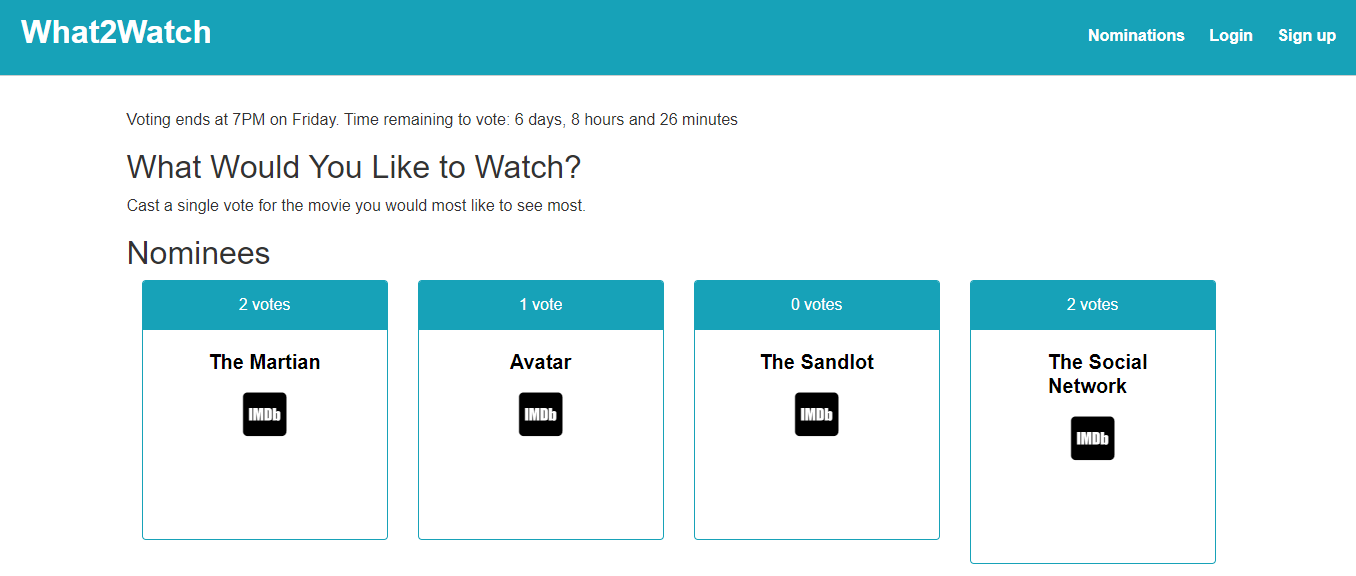 What2Watch
Nominations Login Sign up
Voting ends at 7PM on Friday. Time remaining to vote: 6 days, 8 hours and 26 minutes
What Would You Like to Watch?
Cast a single vote for the movie you would most like to see most.
Nominees
2 votes
The Martian
IMDb
1 vote
Avatar
IMDb
0 votes
The Sandlot
IMDb
2 votes
The Social
Network
IMDb